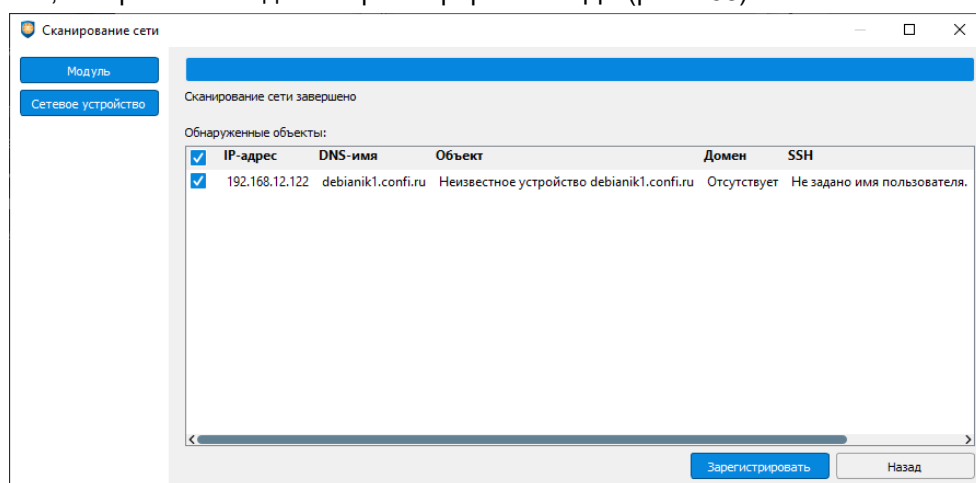 Сканирование сети
Модуль
Сетевое устройство
Сканирование сети завершено
Обнаруженные объекты:
IP-адрес DNS-имя Объект Домен SSH
192.168.12.122 debianik1.confi.ru Неизвестное устройство debianik1.confi.ru Отсутствует Не задано имя пользователя.
Зарегистрировать Назад